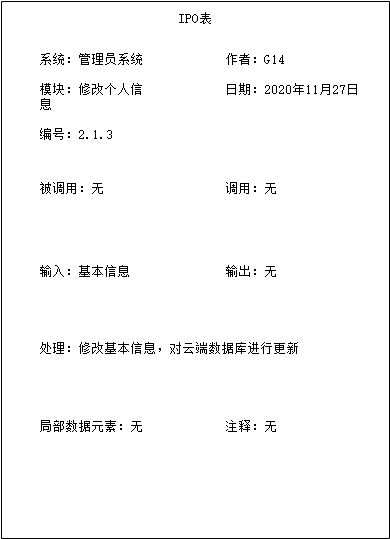 IPO表
系统：管理员系统 作者：G14
模块：修改个人信 日期：2020年11月27日
息
编号：2.1.3
被调用：无 调用：无
输入：基本信息 输出：无
处理：修改基本信息，对云端数据库进行更新
局部数据元素：无 注释：无